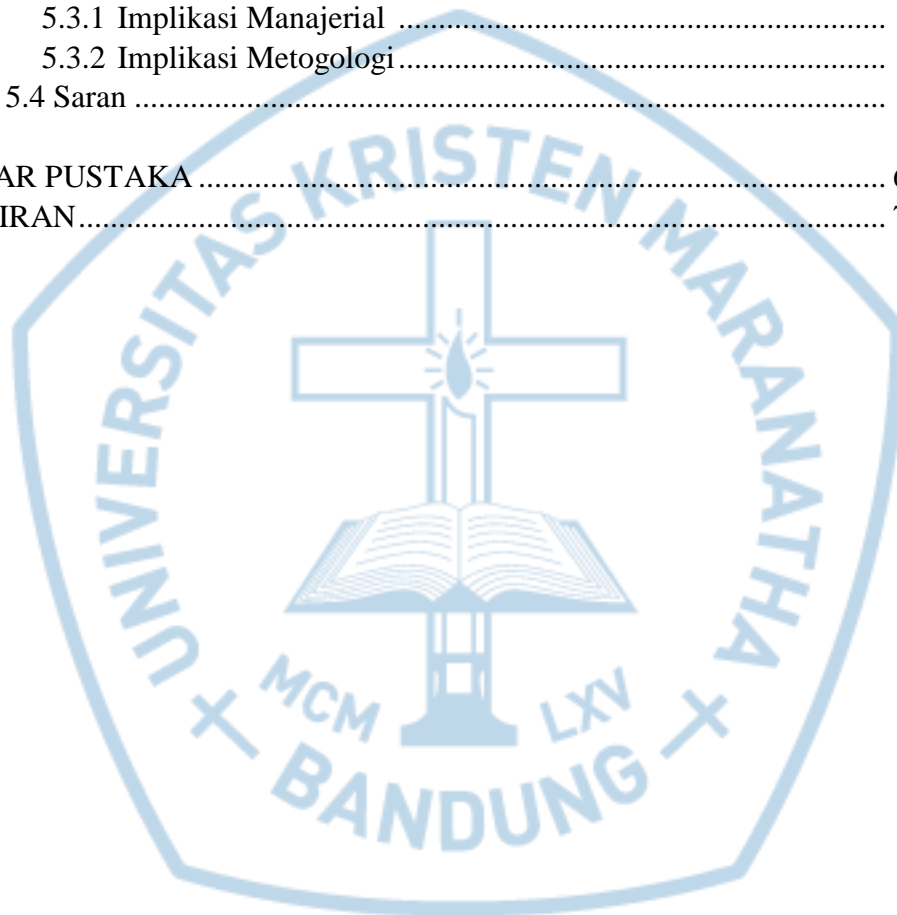 5.3.1 Implikasi Manajerial ..............................................................
5.3.2 Implikasi Metogologi..............................................................
5.4 Saran ...............................................................................................
AR PUSTAKA .......................................................................................
IRAN......................................................................................................
UNIVERSITAS KRISTEN MARANATHA
MCM LXV
BANDUNG